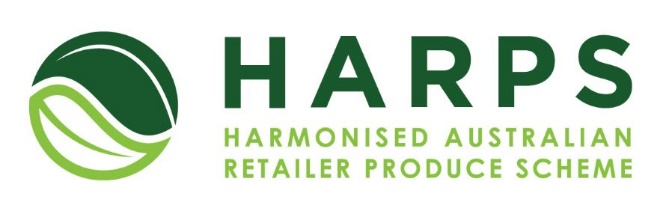 HARPS
HARMONISED AUSTRALIAN
RETAILER PRODUCE SCHEME